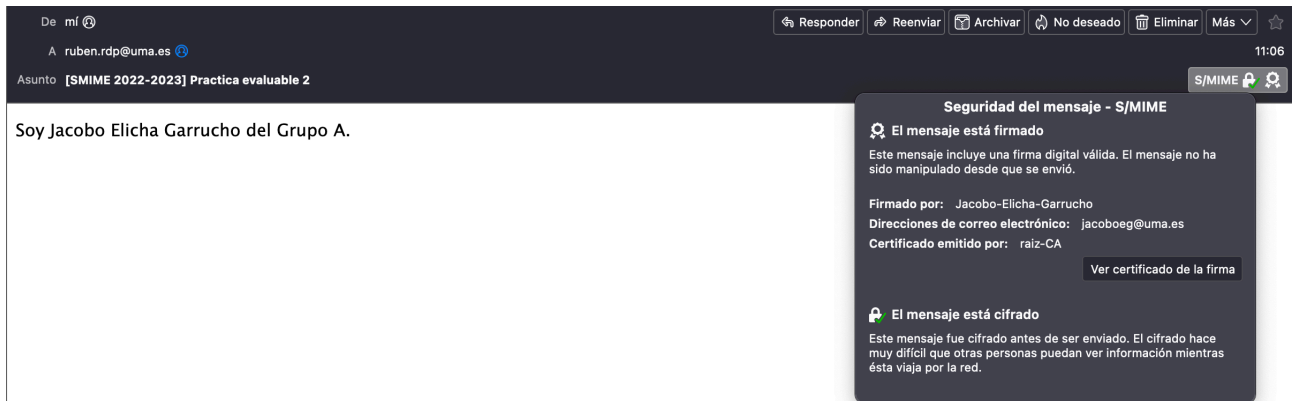 De mí
Responder Reenviar Archivar No deseado Eliminar Más
A ruben.rdp@uma.es
11:06
Asunto [SMIME 2022-2023] Practica evaluable 2
S/MIME
Soy Jacobo Elicha Garrucho del Grupo A.
Seguridad del mensaje - S/MIME
El mensaje está firmado
Este mensaje incluye una firma digital válida. El mensaje no ha
sido manipulado desde que se envió.
Firmado por: Jacobo-Elicha-Garrucho
Direcciones de correo electrónico: jacoboeg@uma.es
Certificado emitido por: raiz-CA
Ver certificado de la firma
El mensaje está cifrado
Este mensaje fue cifrado antes de ser enviado. El cifrado hace
muy difícil que otras personas puedan ver información mientras
ésta viaja por la red.